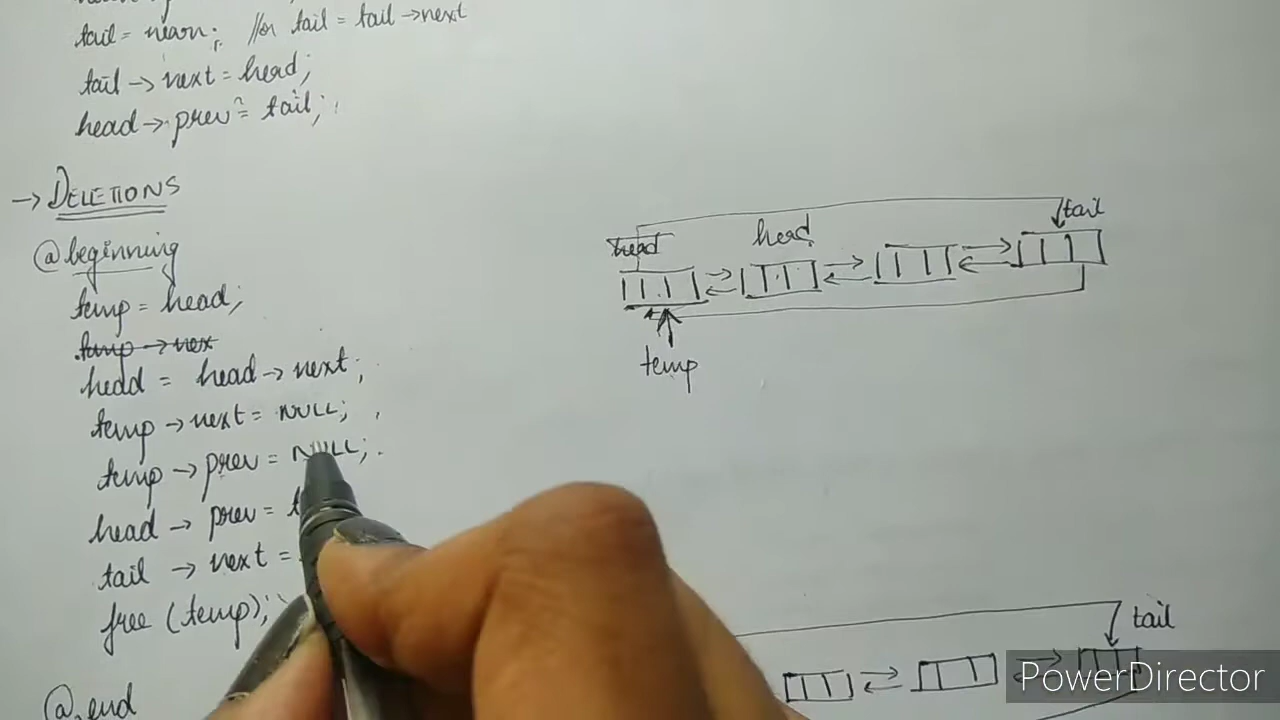 tail = neww; //or tail = tail →next
tail → next = head;
head → prev = tail;
→ DELETIONS
@beginning
temp = head;
temp → nex
head = head → next;
temp → next = NULL;
temp → prev = NULL;
head → prev = t
tail → next =
free (temp);
@ end
head
head
tail
temp
tail
PowerDirector